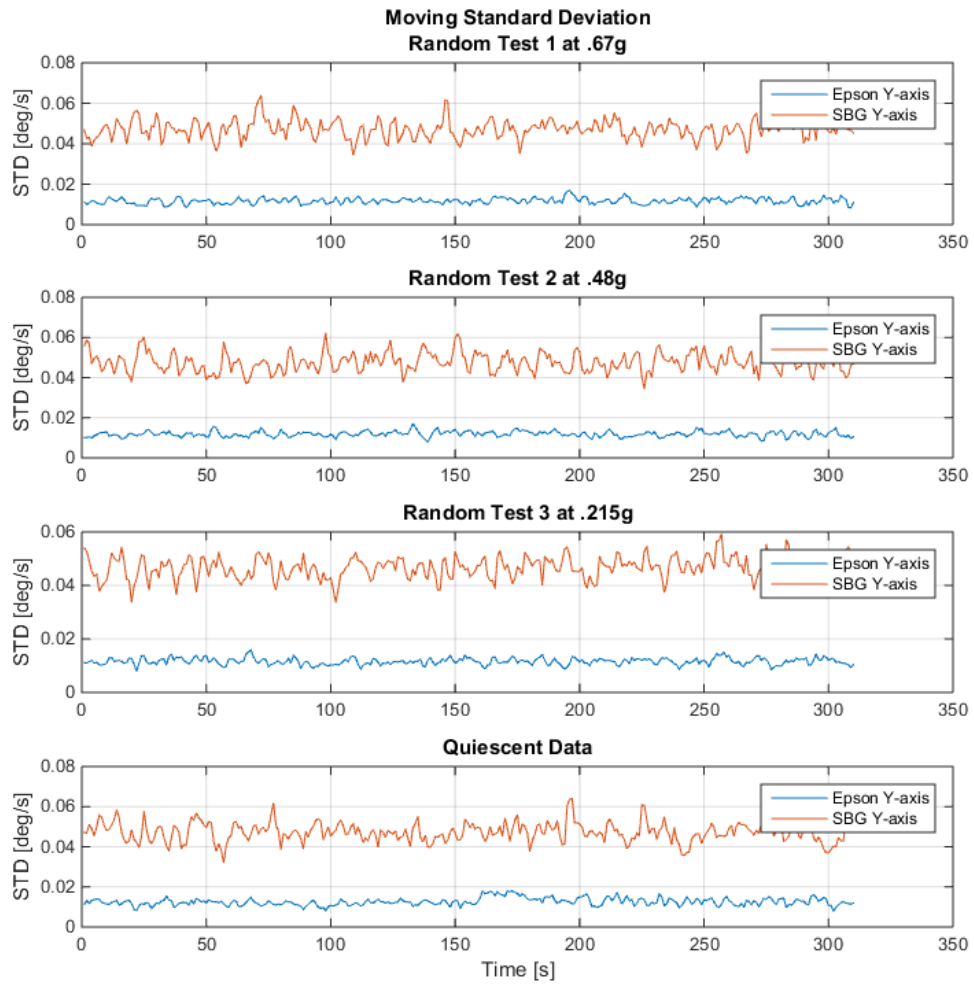 Moving Standard Deviation
Random Test 1 at .67g
STD [deg/s]
0.08
0.06
0.04
0.02
0
Epson Y-axis
SBG Y-axis
0 50 100 150 200 250 300 350
Random Test 2 at .48g
STD [deg/s]
0.08
0.06
0.04
0.02
0
Epson Y-axis
SBG Y-axis
0 50 100 150 200 250 300 350
Random Test 3 at .215g
STD [deg/s]
0.06
0.04
0.02
0
Epson Y-axis
SBG Y-axis
0 50 100 150 200 250 300 350
Quiescent Data
STD [deg/s]
0.08
0.06
0.04
0.02
0
Epson Y-axis
SBG Y-axis
0 50 100 150 200 250 300 350
Time [s]